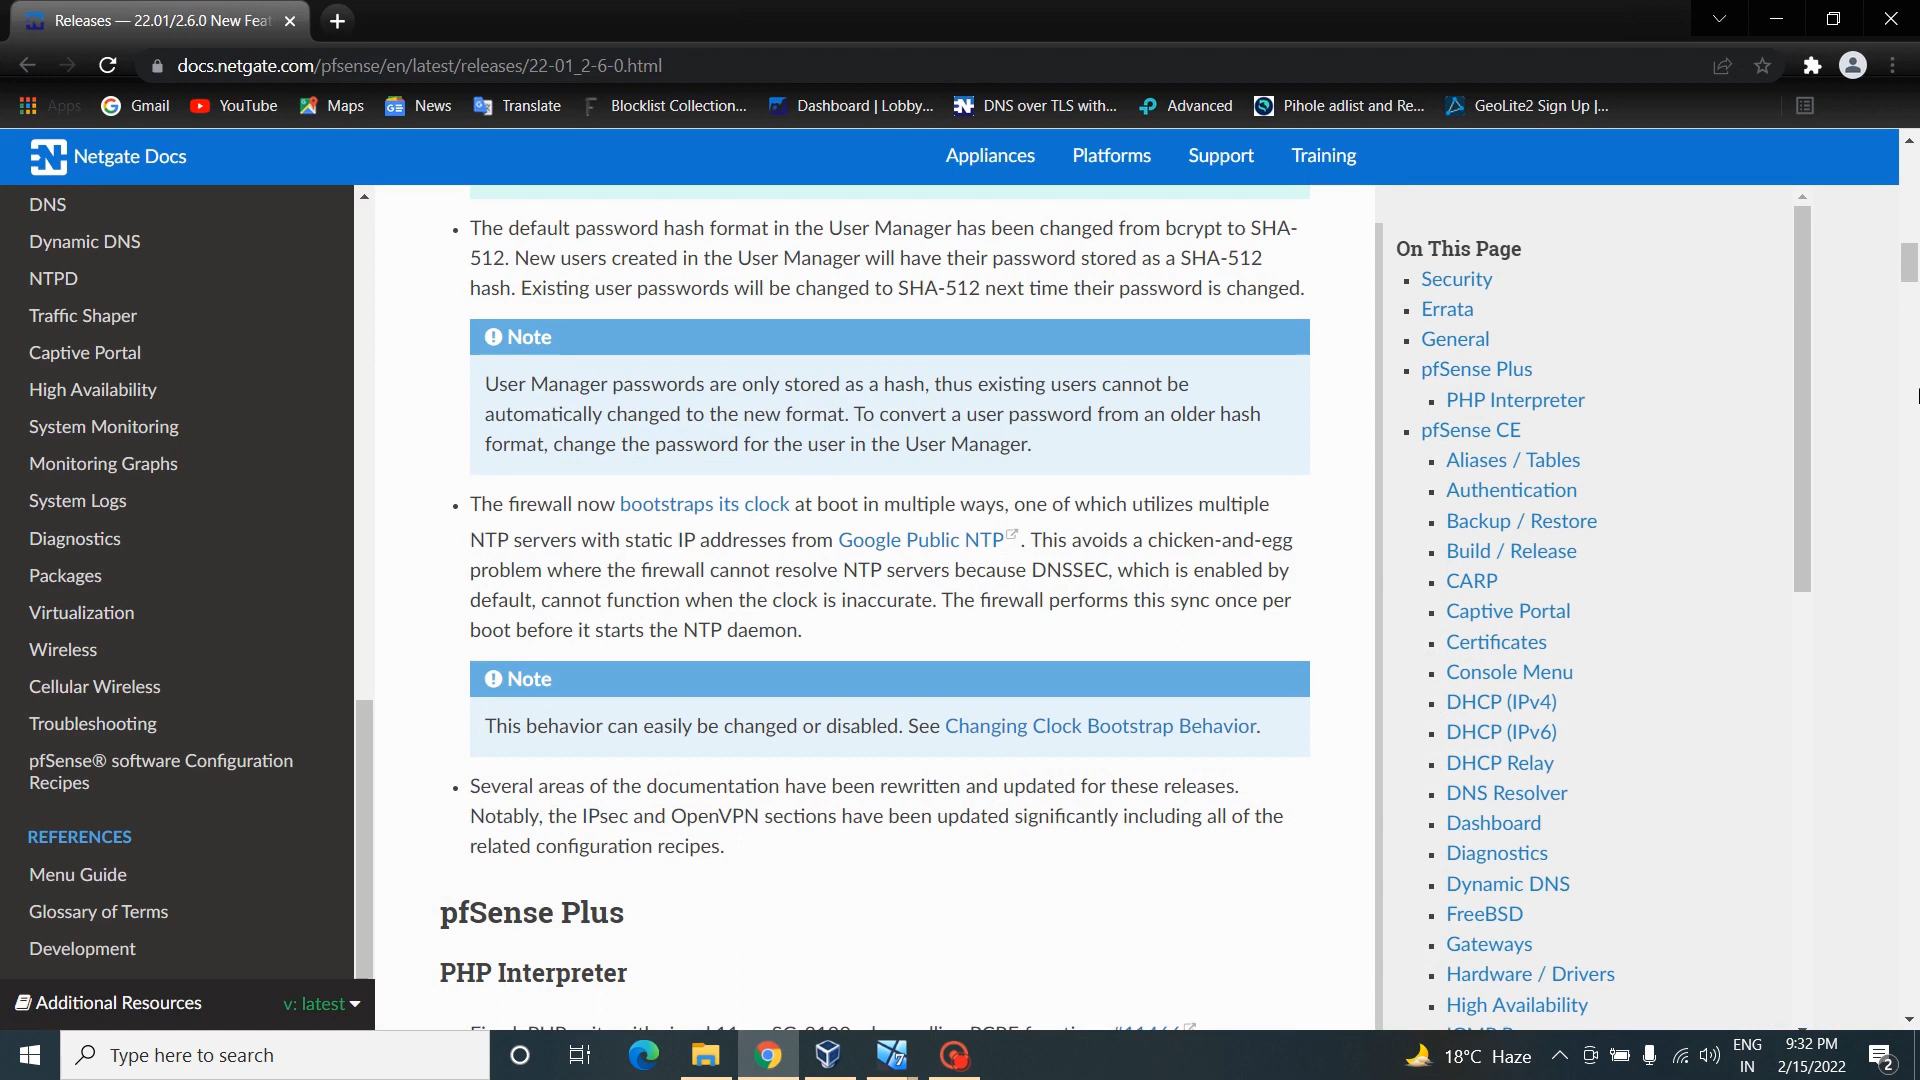 Releases — 22.01/2.6.0 New Feat
docs.netgate.com/pfsense/en/latest/releases/22-01_2-6-0.html
Apps
Gmail
YouTube
Maps
News
Translate
Blocklist Collection...
Dashboard | Lobby...
DNS over TLS with...
Advanced
Pihole adlist and Re...
GeoLite2 Sign Up |...
Netgate Docs
Appliances
Platforms
Support
Training
DNS
Dynamic DNS
NTPD
Traffic Shaper
Captive Portal
High Availability
System Monitoring
Monitoring Graphs
System Logs
Diagnostics
Packages
Virtualization
Wireless
Cellular Wireless
Troubleshooting
pfSense® software Configuration
Recipes
REFERENCES
Menu Guide
Glossary of Terms
Development
Additional Resources
v: latest
The default password hash format in the User Manager has been changed from bcrypt to SHA-
512. New users created in the User Manager will have their password stored as a SHA-512
hash. Existing user passwords will be changed to SHA-512 next time their password is changed.
Note
User Manager passwords are only stored as a hash, thus existing users cannot be
automatically changed to the new format. To convert a user password from an older hash
format, change the password for the user in the User Manager.
The firewall now bootstraps its clock at boot in multiple ways, one of which utilizes multiple
NTP servers with static IP addresses from Google Public NTP. This avoids a chicken-and-egg
problem where the firewall cannot resolve NTP servers because DNSSEC, which is enabled by
default, cannot function when the clock is inaccurate. The firewall performs this sync once per
boot before it starts the NTP daemon.
Note
This behavior can easily be changed or disabled. See Changing Clock Bootstrap Behavior.
Several areas of the documentation have been rewritten and updated for these releases.
Notably, the IPsec and OpenVPN sections have been updated significantly including all of the
related configuration recipes.
pfSense Plus
PHP Interpreter
On This Page
Security
Errata
General
pfSense Plus
PHP Interpreter
pfSense CE
Aliases / Tables
Authentication
Backup / Restore
Build / Release
CARP
Captive Portal
Certificates
Console Menu
DHCP (IPv4)
DHCP (IPv6)
DHCP Relay
DNS Resolver
Dashboard
Diagnostics
Dynamic DNS
FreeBSD
Gateways
Hardware / Drivers
High Availability
Type here to search
18°C Haze
ENG
IN
9:32 PM
2/15/2022
2